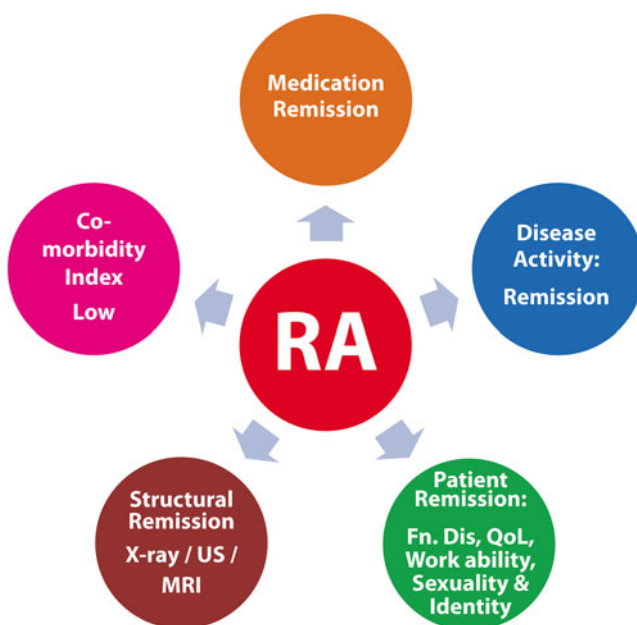 Medication
Remission
Disease
Activity:
Remission
Patient
Remission:
Fn. Dis, QoL,
Work ability,
Sexuality &
Identity
Structural
Remission
X-ray / US /
MRI
Co-
morbidity
Index
Low
RA